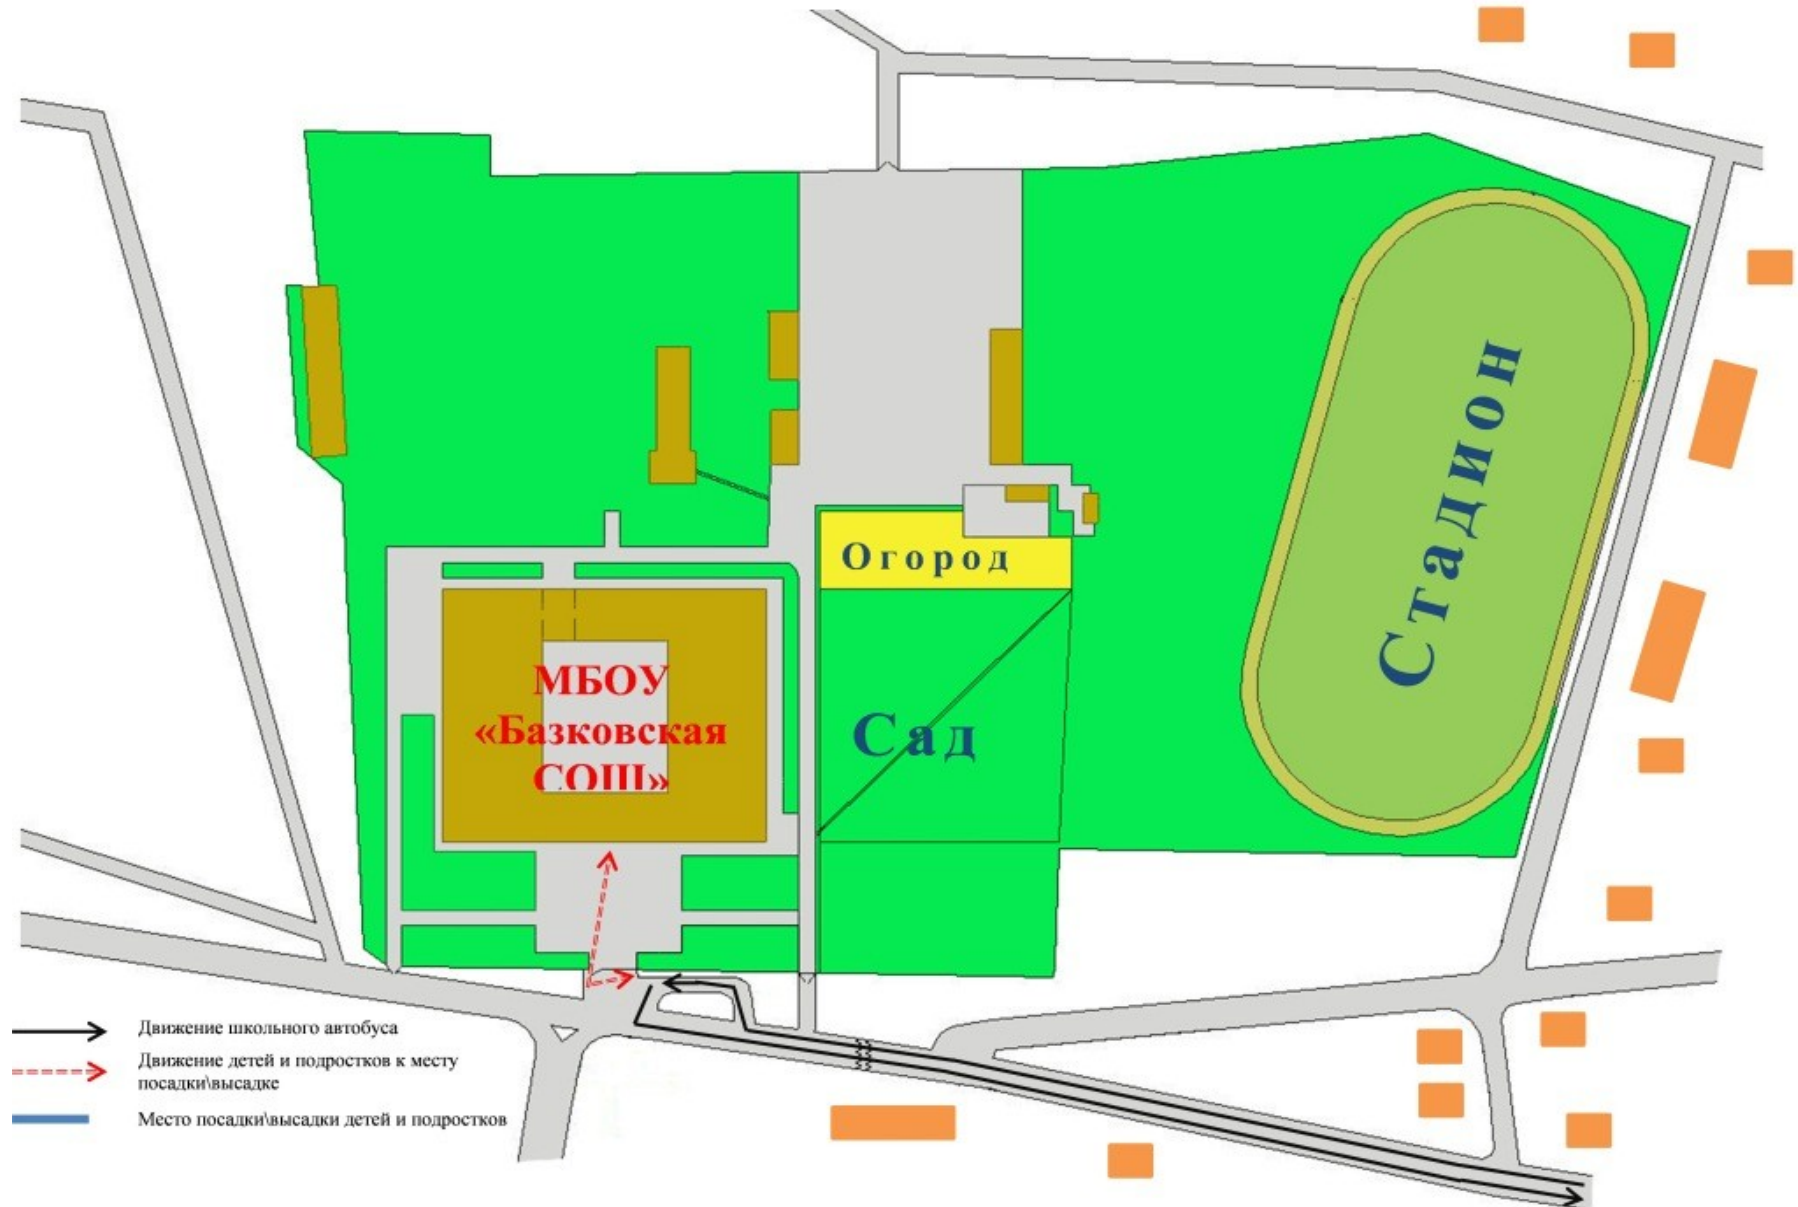 Стадион
Огород
МБОУ
«Базковская
СОШ»
Сад
Движение школьного автобуса
Движение детей и подростков к месту
посадки\высадке
Место посадки\высадки детей и подростков